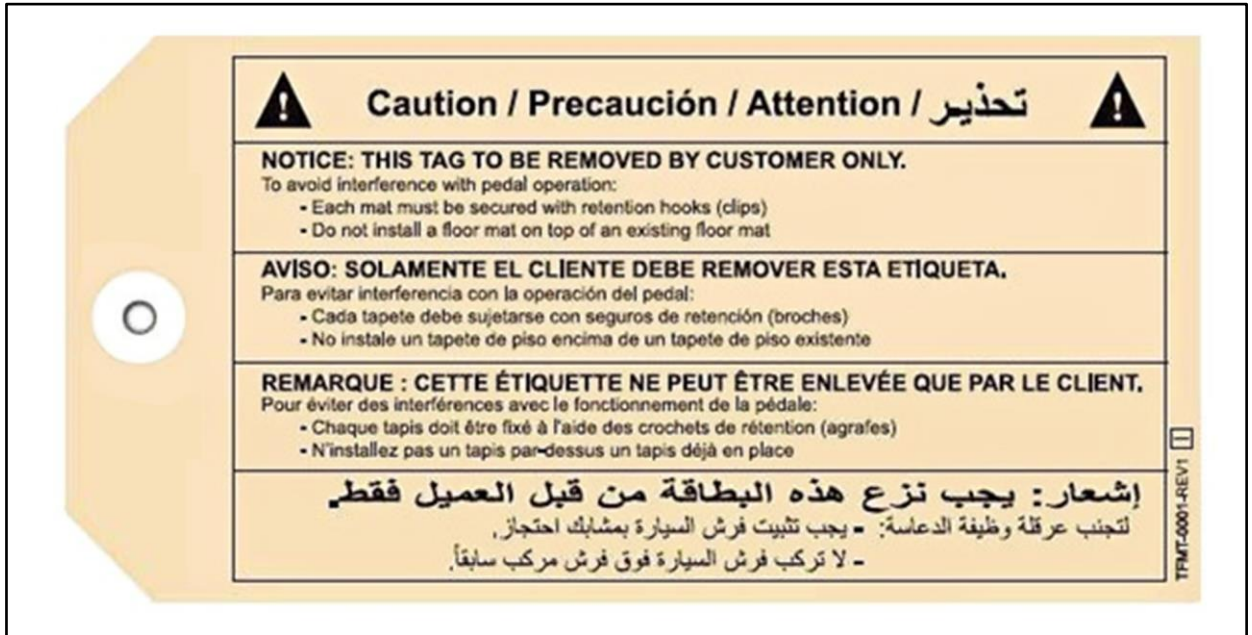 Caution / Precaución / Attention / تحذير
NOTICE: THIS TAG TO BE REMOVED BY CUSTOMER ONLY.
To avoid interference with pedal operation:
- Each mat must be secured with retention hooks (clips)
- Do not install a floor mat on top of an existing floor mat
AVISO: SOLAMENTE EL CLIENTE DEBE REMOVER ESTA ETIQUETA.
Para evitar interferencia con la operación del pedal:
- Cada tapete debe sujetarse con seguros de retención (broches)
- No instale un tapete de piso encima de un tapete de piso existente
REMARQUE : CETTE ÉTIQUETTE NE PEUT ÊTRE ENLEVÉE QUE PAR LE CLIENT.
Pour éviter des interférences avec le fonctionnement de la pédale:
- Chaque tapis doit être fixé à l'aide des crochets de rétention (agrafes)
- N'installez pas un tapis par-dessus un tapis déjà en place
إشعار: يجب نزع هذه البطاقة من قبل العميل فقط.
لتجنب عرقلة وظيفة الدعاسة: - يجب تثبيت فرش السيارة بمشابك احتجاز.
- لا تركب فرش السيارة فوق فرش مركب سابقاً.
TFMT-0001-REV1